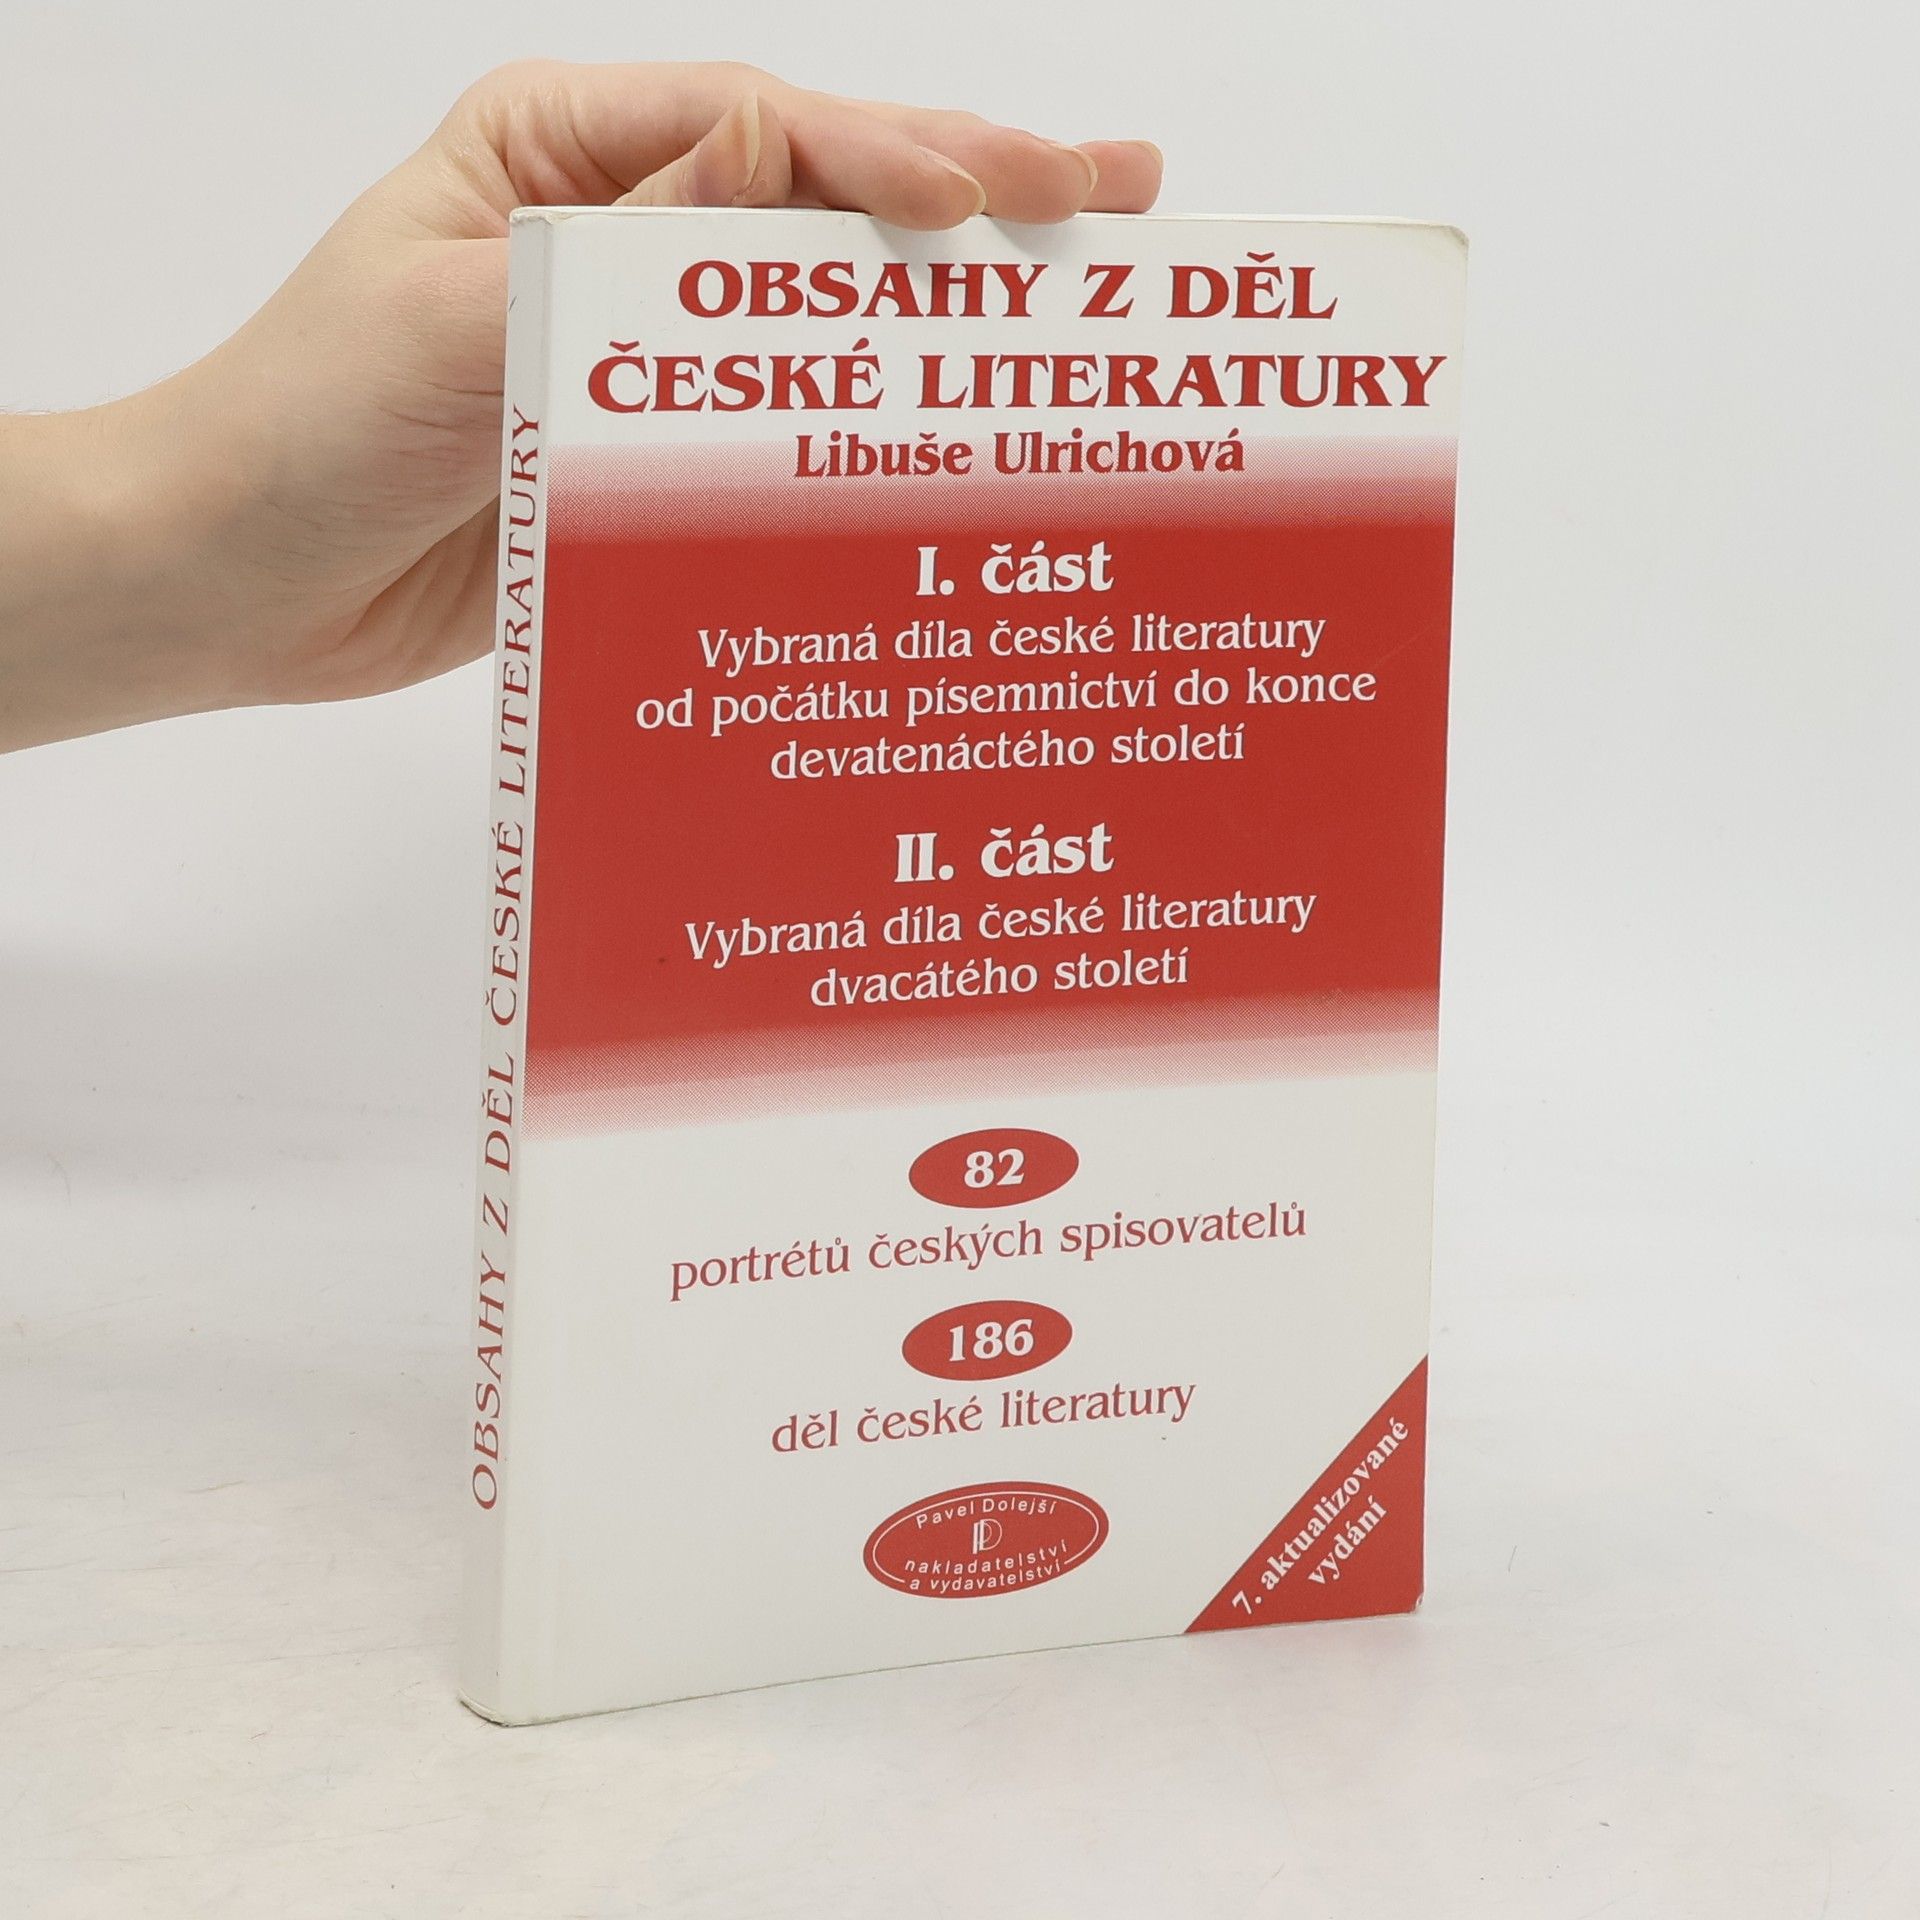 OBSAHY Z DĚL
ČESKÉ LITERATURY
Libuše Ulrichová
I. část
Vybraná díla české literatury
od počátku písemnictví do konce
devatenáctého století
II. část
Vybraná díla české literatury
dvacátého století
82
portrétů českých spisovatelů
186
děl české literatury
Pavel Dolejší
PD
nakladatelství
a vydavatelství
7. aktualizované
vydání
OBSAHY Z DĚL ČESKÉ LITERATURY